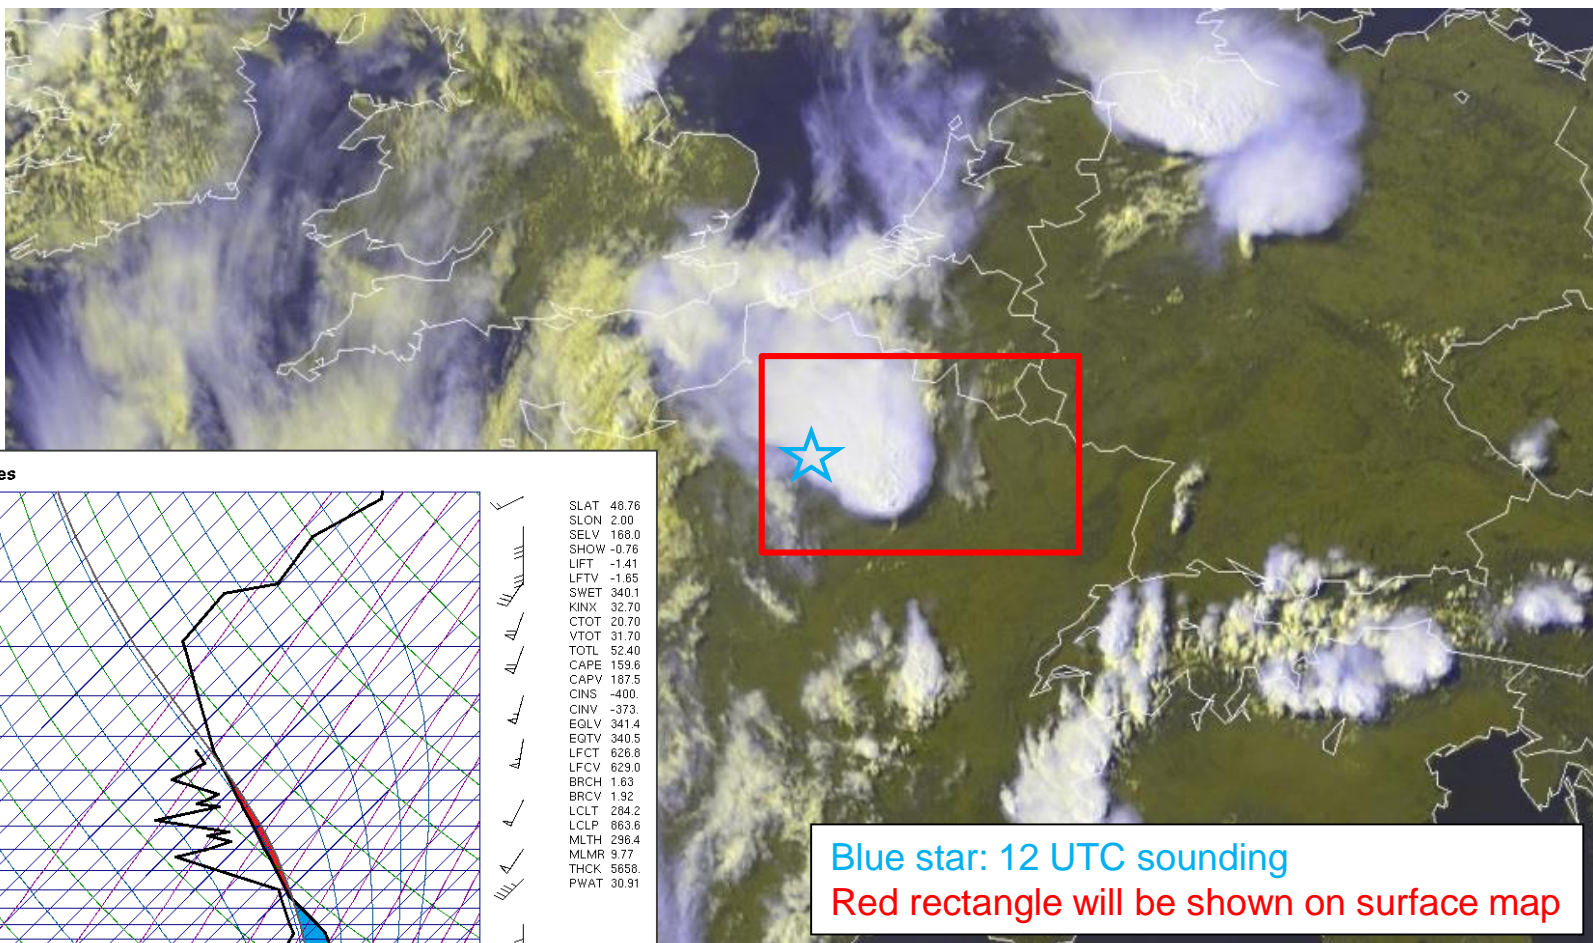 es
SLAT 48.76
SLON 2.00
SELV 168.0
SHOW -0.76
LIFT -1.41
LFTV -1.65
SWET 340.1
KINX 32.70
CTOT 20.70
VTOT 31.70
TOTL 52.40
CAPE 159.6
CAPV 187.5
CINS -400.
CINV -373.
EQLV 341.4
EQTV 340.5
LFCT 626.8
LFCV 629.0
BRCH 1.63
BRCV 1.92
LCLT 284.2
LCLP 863.6
MLTH 296.4
MLMR 9.77
THCK 5658.
PWAT 30.91
Blue star: 12 UTC sounding
Red rectangle will be shown on surface map